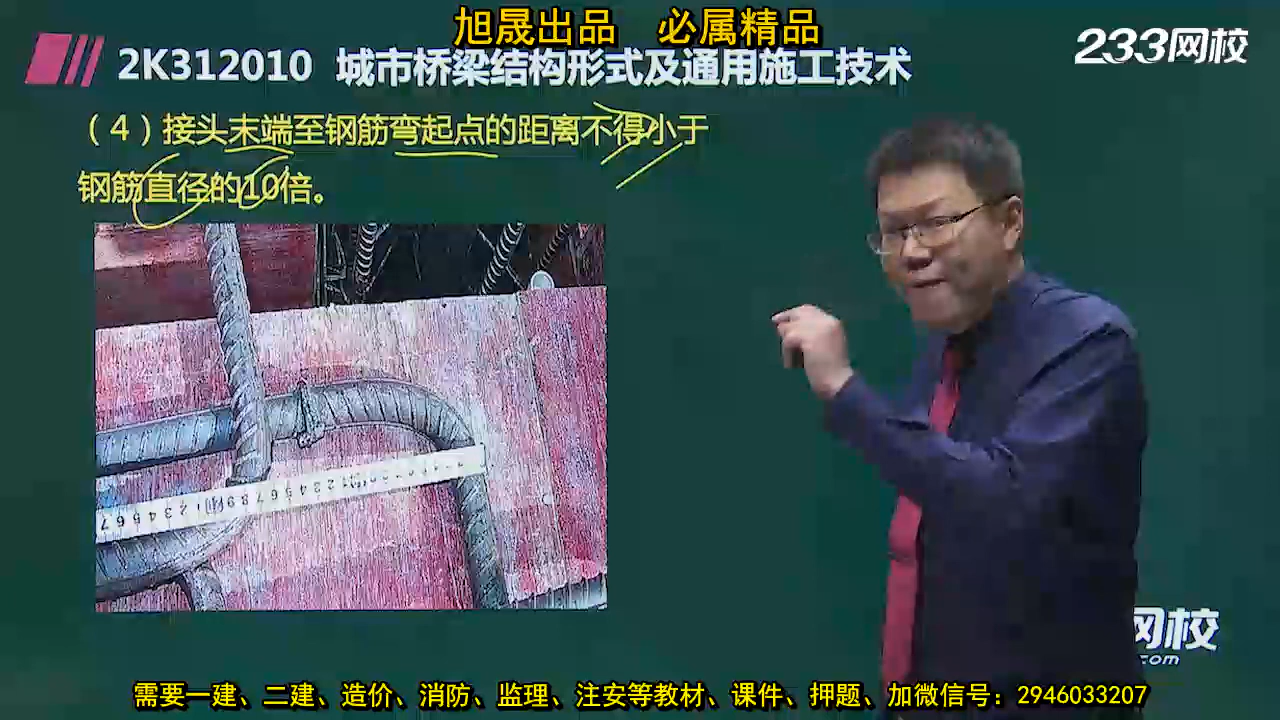 旭晟出品 必属精品
2K312010 城市桥梁结构形式及通用施工技术
233网校
（4）接头末端至钢筋弯起点的距离不得小于
钢筋直径的10倍。
网校
.com
需要一建、二建、造价、消防、监理、注安等教材、课件、押题、加微信号：2946033207